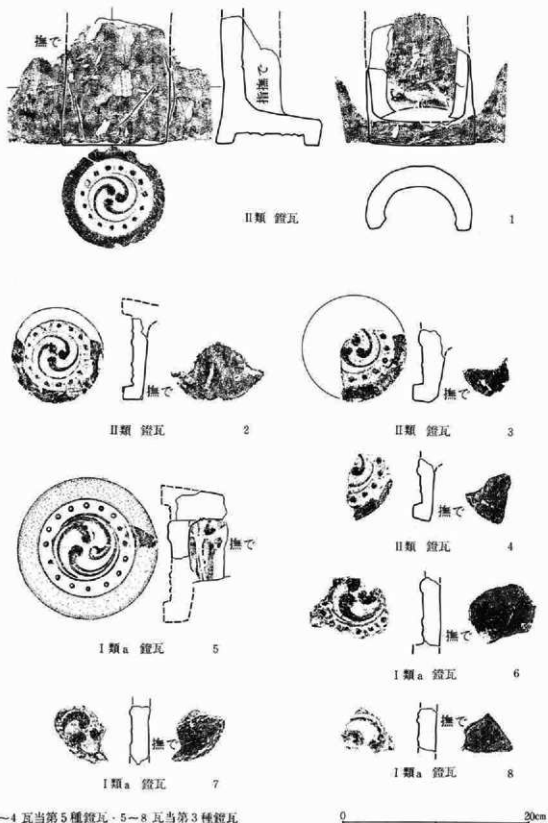 撫で
指撫で
II類 鐙瓦 1
撫で
II類 鐙瓦 2
撫で
II類 鐙瓦 3
撫で
I類a 鐙瓦 5
撫で
II類 鐙瓦 4
I類a 鐙瓦 6
撫で
I類a 鐙瓦 7
撫で
I類a 鐙瓦 8
~4 瓦当第5種鐙瓦・5~8 瓦当第3種鐙瓦
0 20cm